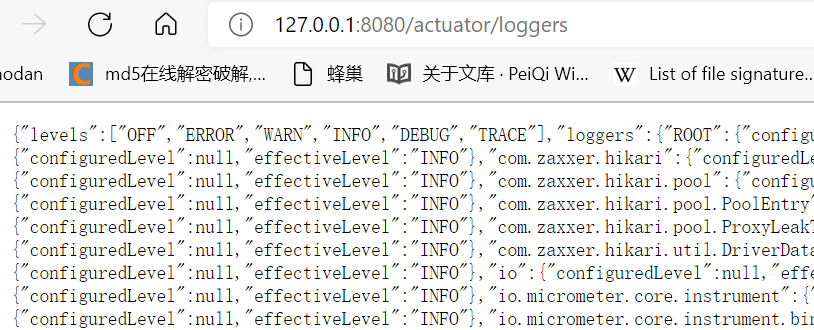 127.0.0.1:8080/actuator/loggers
nodan md5在线解密破解,... 蜂巢 关于文库 · PeiQi Wi... W List of file signature...
{"levels":["OFF","ERROR","WARN","INFO","DEBUG","TRACE"],"loggers":{"ROOT":{"configu
{"configuredLevel":null,"effectiveLevel":"INFO"},"com.zaxxer.hikari":{"configuredLe
{"configuredLevel":null,"effectiveLevel":"INFO"},"com.zaxxer.hikari.pool":{"configu
{"configuredLevel":null,"effectiveLevel":"INFO"},"com.zaxxer.hikari.pool.PoolEntry"
{"configuredLevel":null,"effectiveLevel":"INFO"},"com.zaxxer.hikari.pool.ProxyLeakT
{"configuredLevel":null,"effectiveLevel":"INFO"},"com.zaxxer.hikari.util.DriverData
{"configuredLevel":null,"effectiveLevel":"INFO"},"io":{"configuredLevel":null,"effe
{"configuredLevel":null,"effectiveLevel":"INFO"},"io.micrometer.core.instrument":{"
{"configuredLevel":null,"effectiveLevel":"INFO"},"io.micrometer.core.instrument.bin